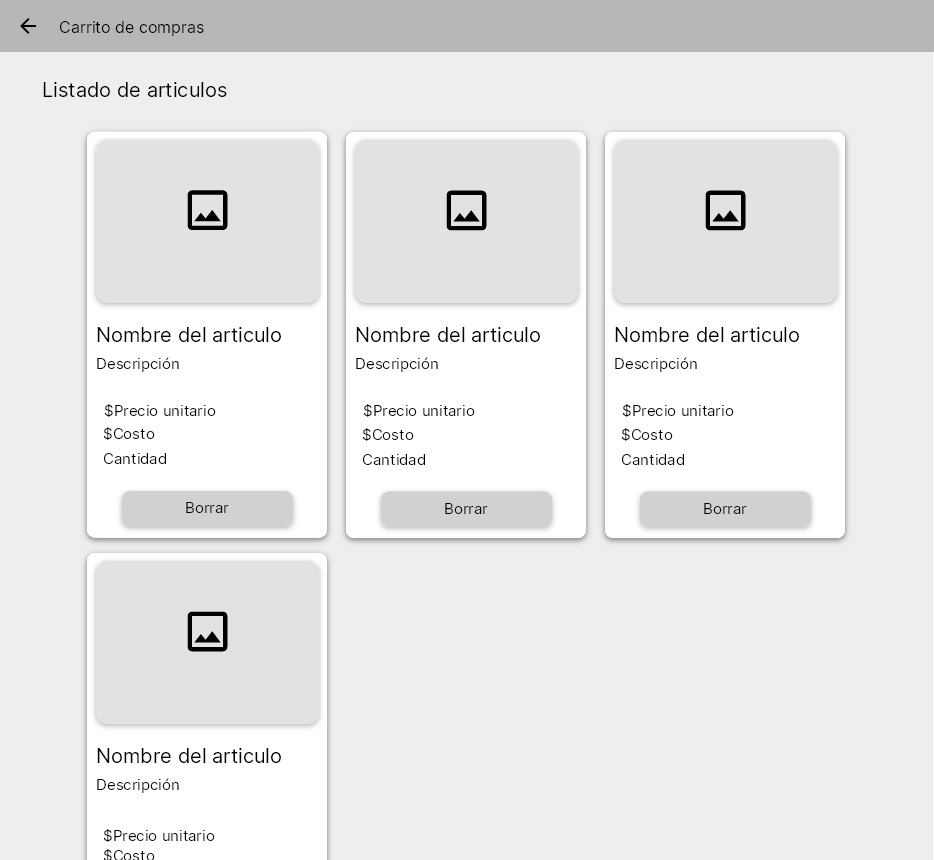 Carrito de compras
Listado de articulos
Nombre del articulo
Descripción
$Precio unitario
$Costo
Cantidad
Borrar
Nombre del articulo
Descripción
$Precio unitario
$Costo
Cantidad
Borrar
Nombre del articulo
Descripción
$Precio unitario
$Costo
Cantidad
Borrar
Nombre del articulo
Descripción
$Precio unitario
$Costo